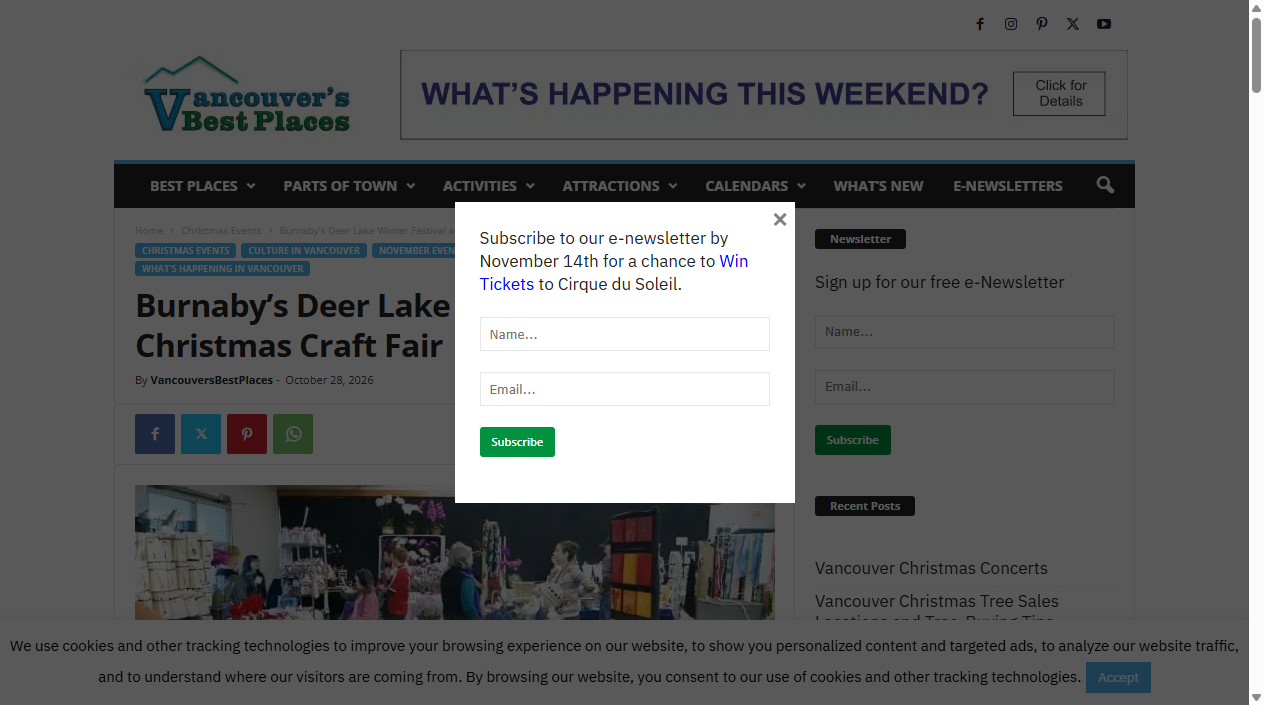 Vancouver's
Best Places
WHAT'S HAPPENING THIS WEEKEND?
Click for
Details
BEST PLACES
PARTS OF TOWN
ACTIVITIES
ATTRACTIONS
CALENDARS
WHAT'S NEW
E-NEWSLETTERS
Home › Christmas Events › Burnaby's Deer Lake Winter Festival
CHRISTMAS EVENTS
CULTURE IN VANCOUVER
NOVEMBER
WHAT'S HAPPENING IN VANCOUVER
Burnaby's Deer Lake
Christmas Craft Fair
By VancouversBestPlaces - October 28, 2026
×
Subscribe to our e-newsletter by
November 14th for a chance to Win
Tickets to Cirque du Soleil.
Name...
Email...
Subscribe
Newsletter
Sign up for our free e-Newsletter
Name...
Email...
Subscribe
Recent Posts
Vancouver Christmas Concerts
Vancouver Christmas Tree Sales
Locations and Tree-Buying Tips
We use cookies and other tracking technologies to improve your browsing experience on our website, to show you personalized content and targeted ads, to analyze our website traffic,
and to understand where our visitors are coming from. By browsing our website, you consent to our use of cookies and other tracking technologies.
Accept